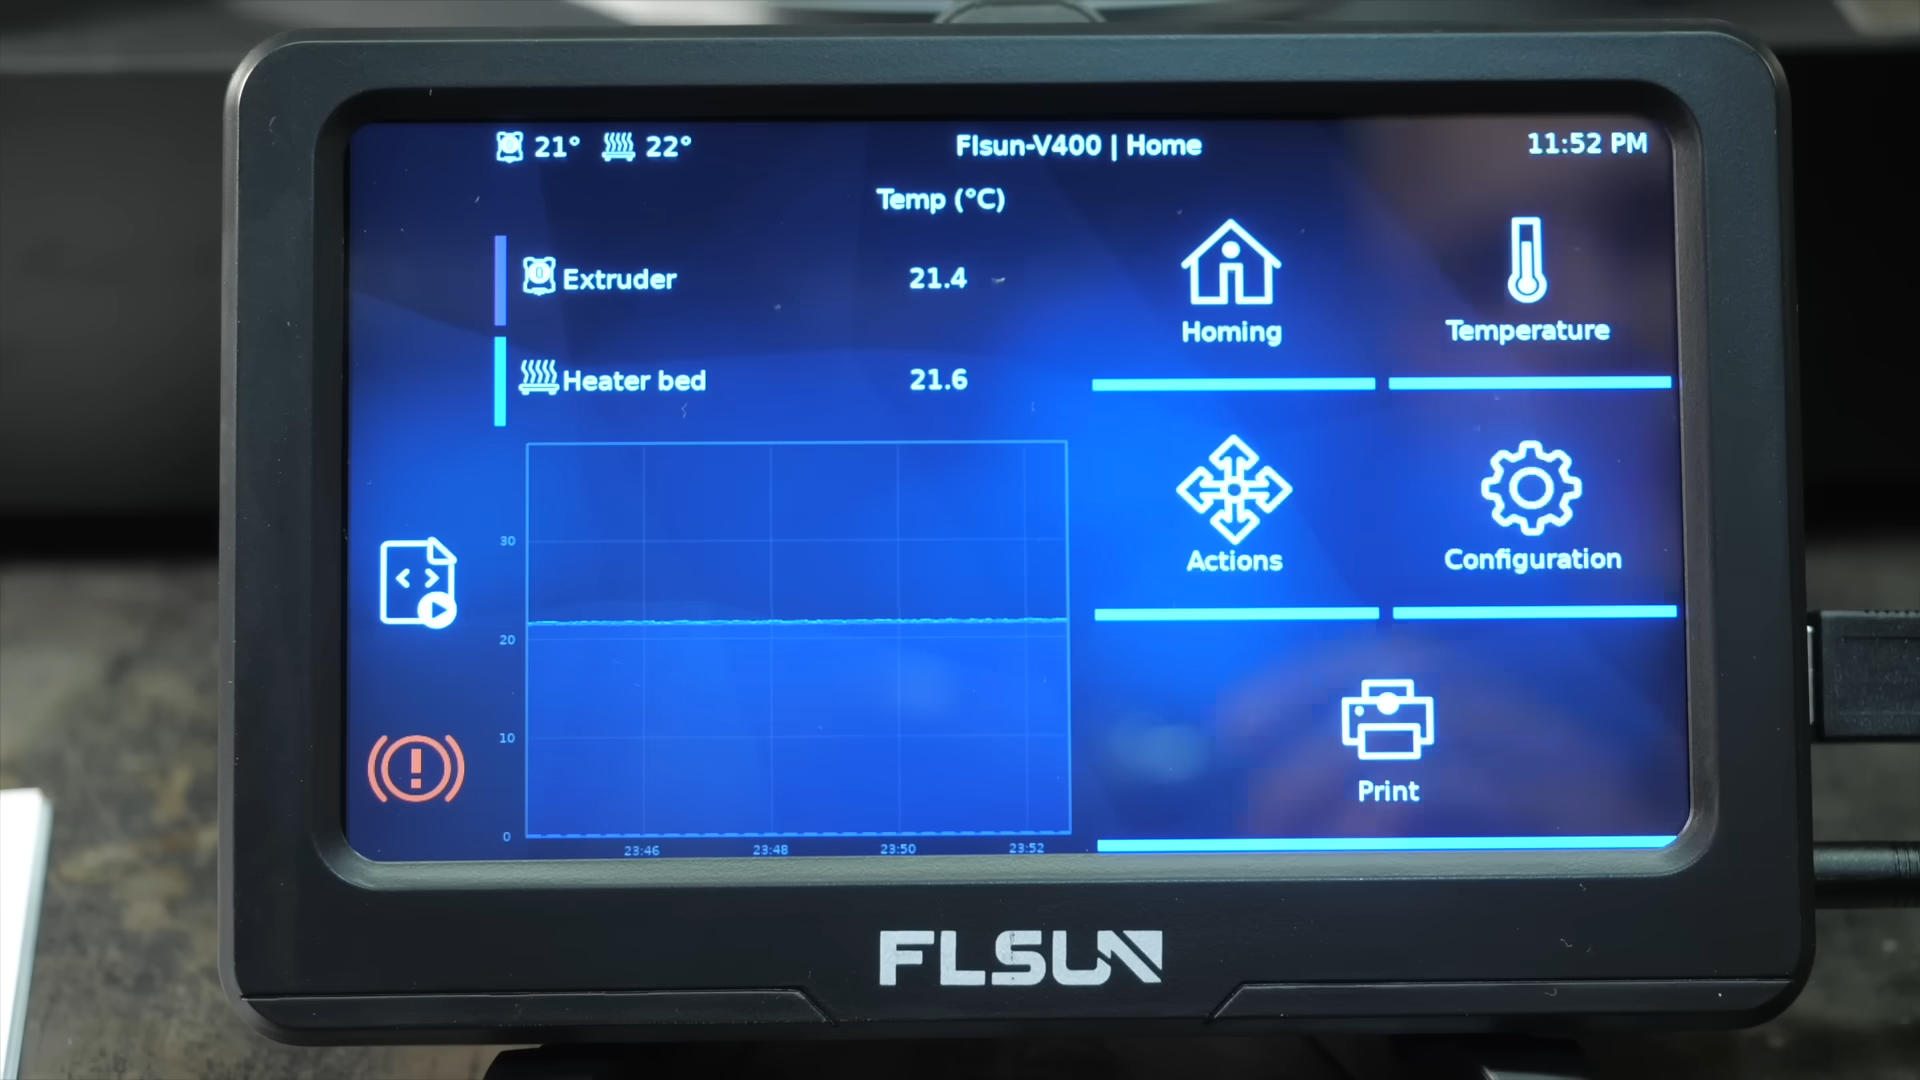 21° 22° Flsun-V400 | Home 11:52 PM
Temp (°C)
Extruder 21.4
Heater bed 21.6
Homing Temperature
Actions Configuration
Print
30
20
10
0
23:46 23:48 23:50 23:52
FLSUN